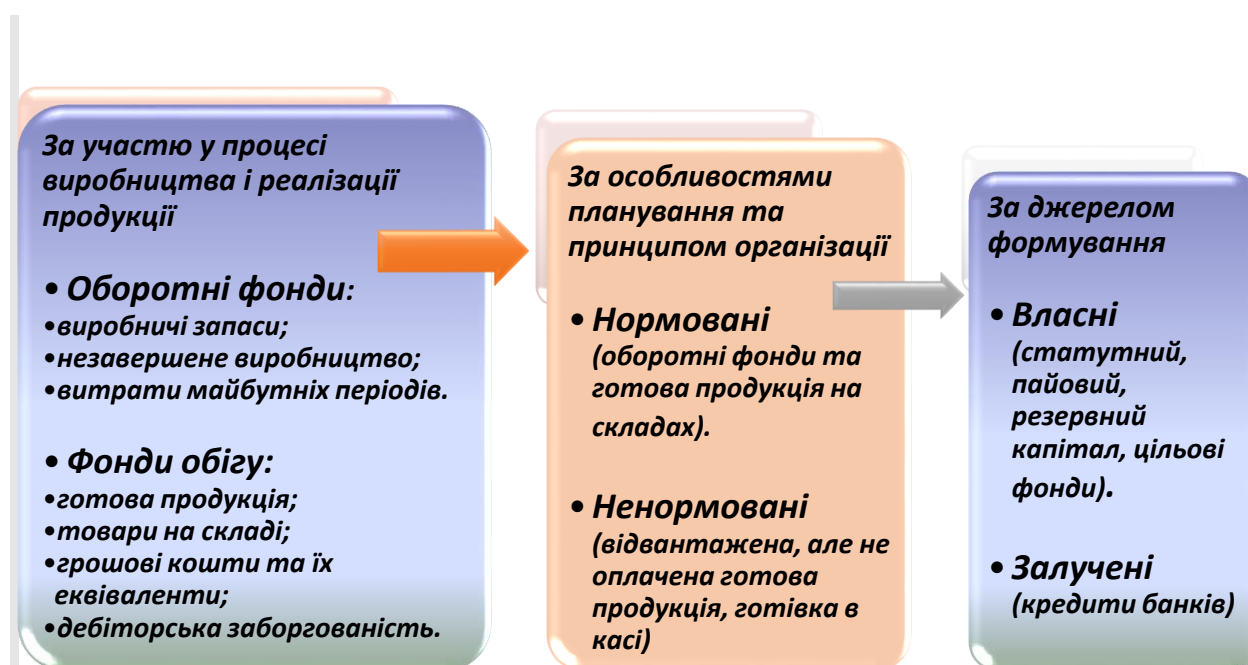 За участю у процесі
виробництва і реалізації
продукції
• Оборотні фонди:
•виробничі запаси;
•незавершене виробництво;
•витрати майбутніх періодів.
• Фонди обігу:
•готова продукція;
•товари на складі;
•грошові кошти та їх
еквіваленти;
•дебіторська заборгованість.
За особливостями
планування та
принципом організації
• Нормовані
(оборотні фонди та
готова продукція на
складах).
• Ненормовані
(відвантажена, але не
оплачена готова
продукція, готівка в
касі)
За джерелом
формування
• Власні
(статутний,
пайовий,
резервний
капітал, цільові
фонди).
• Залучені
(кредити банків)